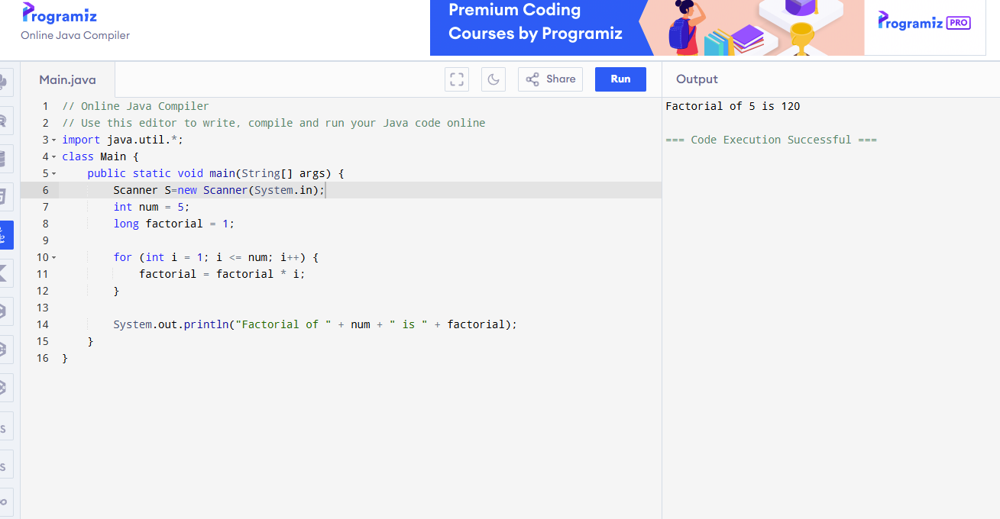 Programiz
Online Java Compiler
Premium Coding
Courses by Programiz
Programiz PRO
Main.java
Share
Run
Output
1 // Online Java Compiler
2 // Use this editor to write, compile and run your Java code online
3 import java.util.*;
4 class Main {
5     public static void main(String[] args) {
6         Scanner S=new Scanner(System.in);
7         int num = 5;
8         long factorial = 1;
9
10         for (int i = 1; i <= num; i++) {
11             factorial = factorial * i;
12         }
13
14         System.out.println("Factorial of " + num + " is " + factorial);
15     }
16 }
Factorial of 5 is 120
=== Code Execution Successful ===